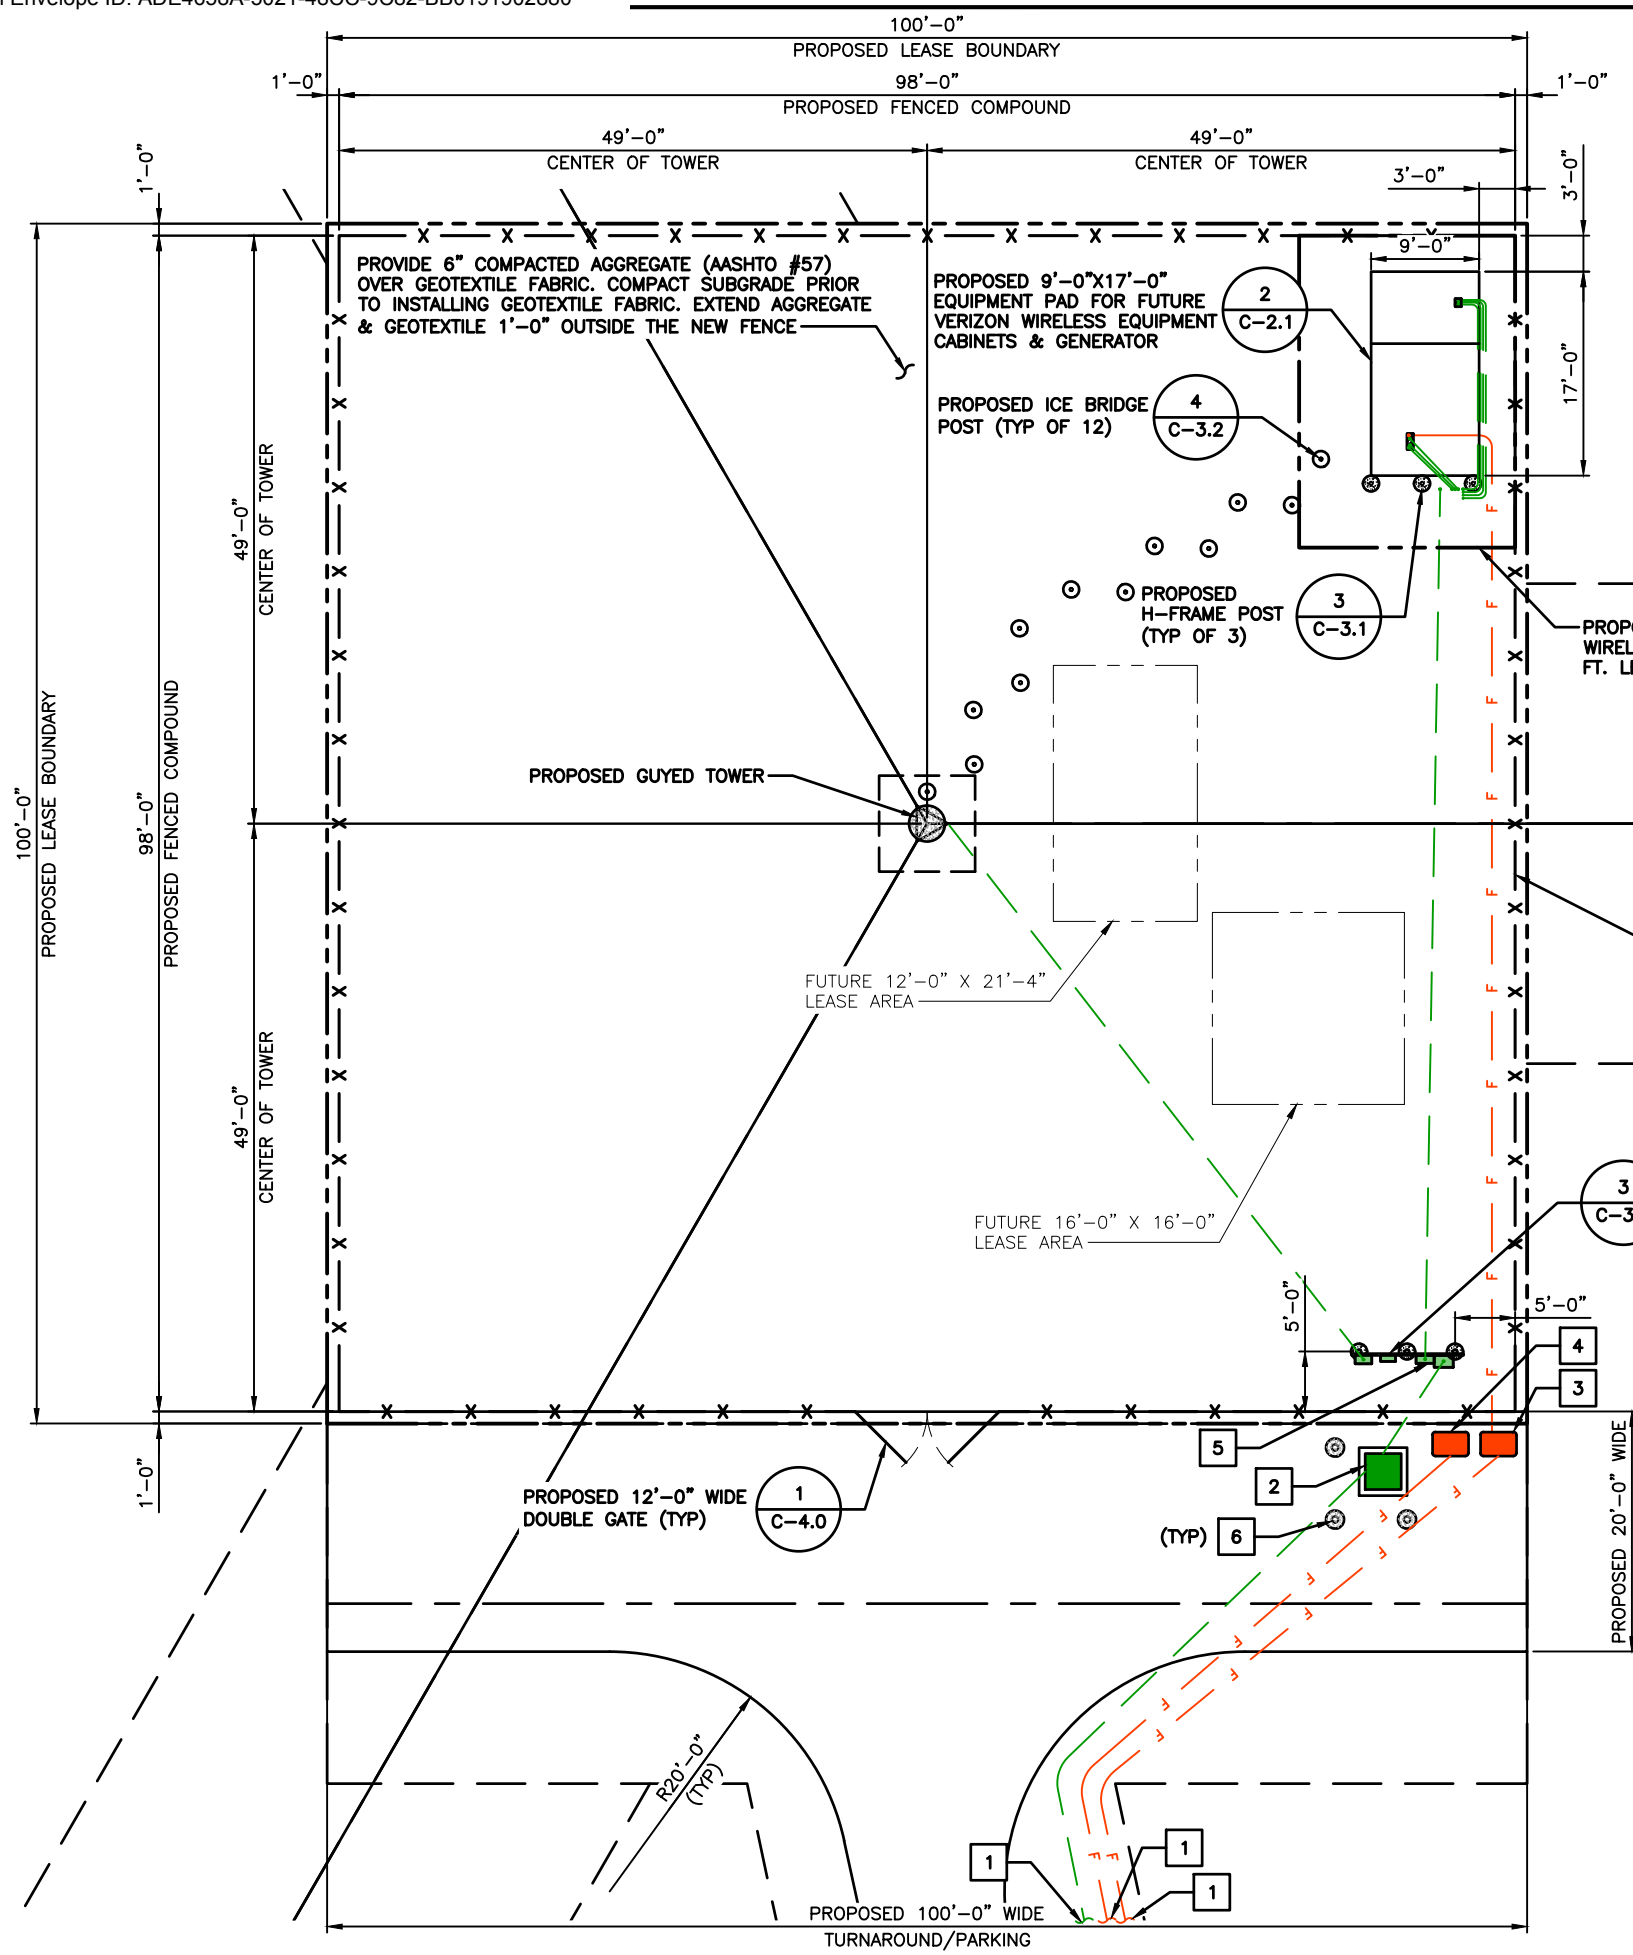 100'-0"
PROPOSED LEASE BOUNDARY
1'-0"
98'-0"
1'-0"
PROPOSED FENCED COMPOUND
49'-0"
49'-0"
CENTER OF TOWER
CENTER OF TOWER
1'-0"
3'-0"
3'-0"
9'-0"
PROVIDE 6" COMPACTED AGGREGATE (AASHTO #57)
OVER GEOTEXTILE FABRIC. COMPACT SUBGRADE PRIOR
TO INSTALLING GEOTEXTILE FABRIC. EXTEND AGGREGATE
& GEOTEXTILE 1'-0" OUTSIDE THE NEW FENCE
PROPOSED 9'-0"X17'-0"
EQUIPMENT PAD FOR FUTURE
VERIZON WIRELESS EQUIPMENT
CABINETS & GENERATOR
2
C-2.1
17'-0"
PROPOSED ICE BRIDGE
POST (TYP OF 12)
4
C-3.2
49'-0"
CENTER OF TOWER
PROPOSED
H-FRAME POST
(TYP OF 3)
3
C-3.1
FT.
100'-0"
PROPOSED LEASE BOUNDARY
98'-0"
PROPOSED FENCED COMPOUND
PROPOSED GUYED TOWER
FUTURE 12'-0" X 21'-4"
LEASE AREA
49'-0"
CENTER OF TOWER
FUTURE 16'-0" X 16'-0"
LEASE AREA
3
5'-0"
5'-0"
4
3
5
2
1'-0"
PROPOSED 12'-0" WIDE
DOUBLE GATE (TYP)
1
C-4.0
(TYP)
6
PROPOSED 20'-0" WIDE
R20'-0"
(TYP)
1
1
1
PROPOSED 100'-0" WIDE
TURNAROUND/PARKING
F F F F F F F F F F F F F F F F F F F